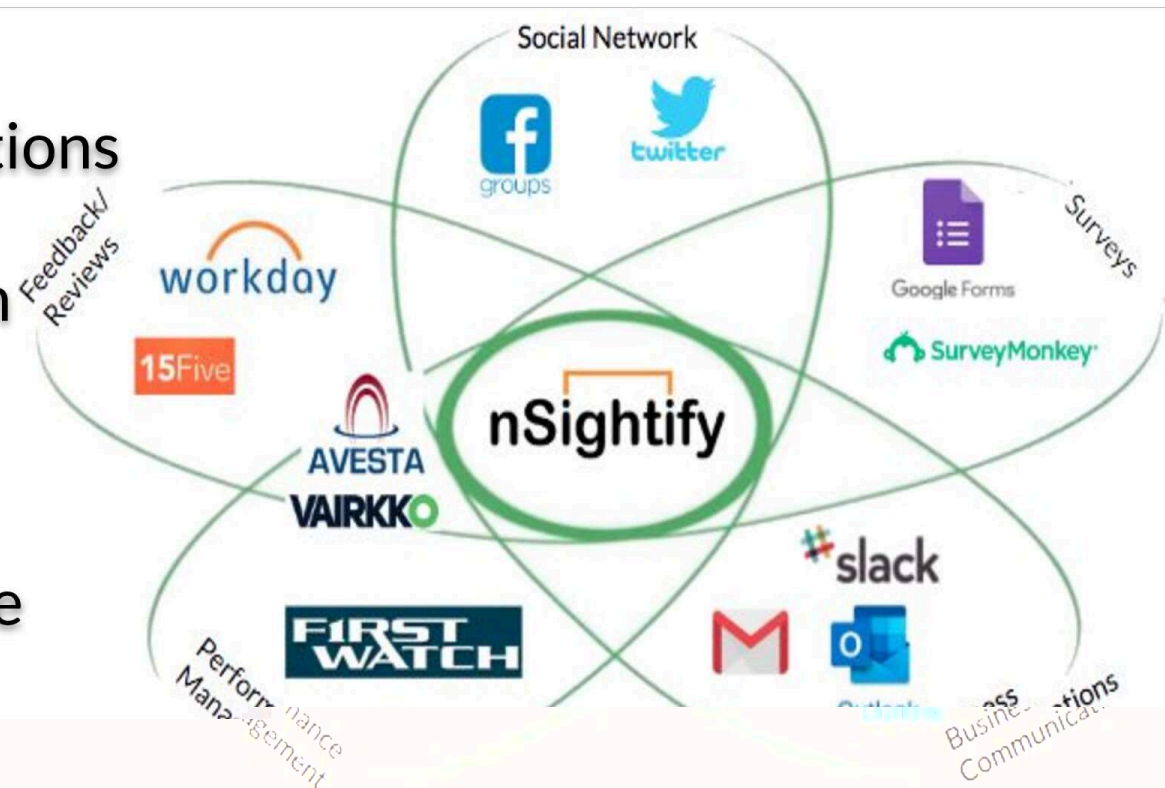 Social Network
groups
twitter
tions
Feedback/
Reviews
workday
15Five
Google Forms
Surveys
SurveyMonkey
AVESTA
VAIRKKO
nSightify
slack
FIRST
WATCH
O
e
Performance
Management
Outlook
Business
Communications